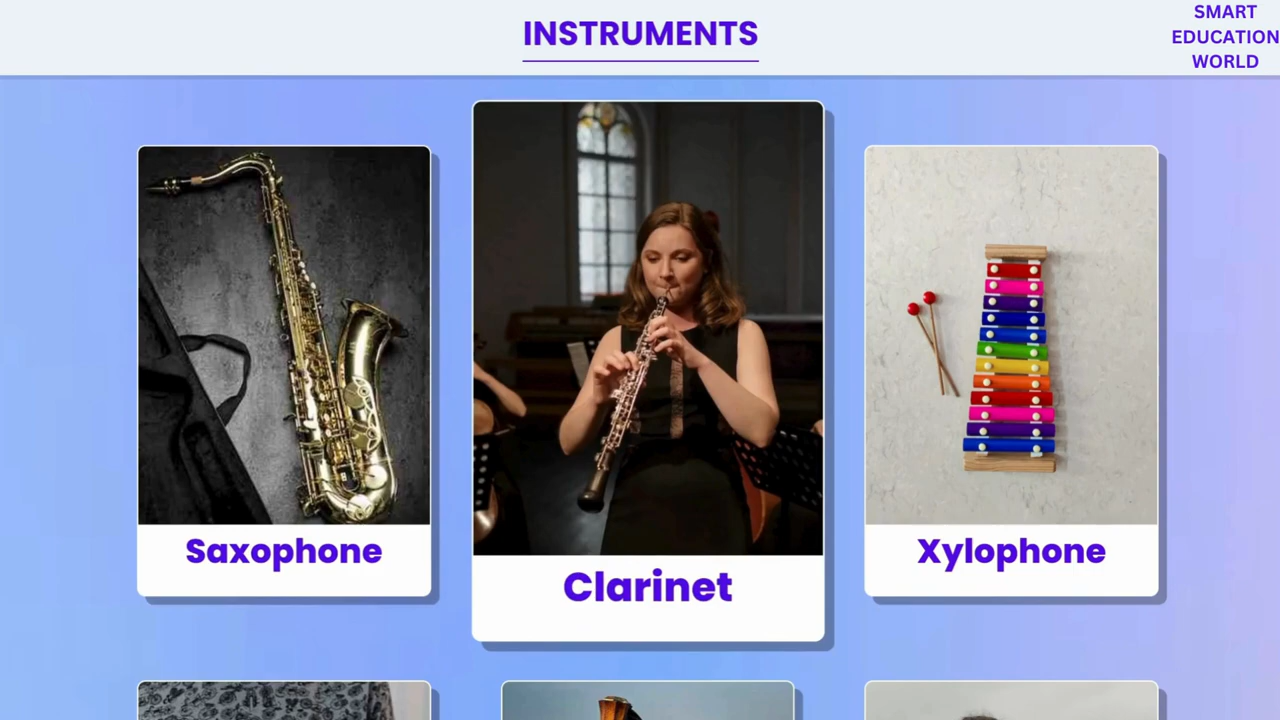 INSTRUMENTS
SMART
EDUCATION
WORLD
Saxophone
Clarinet
Xylophone